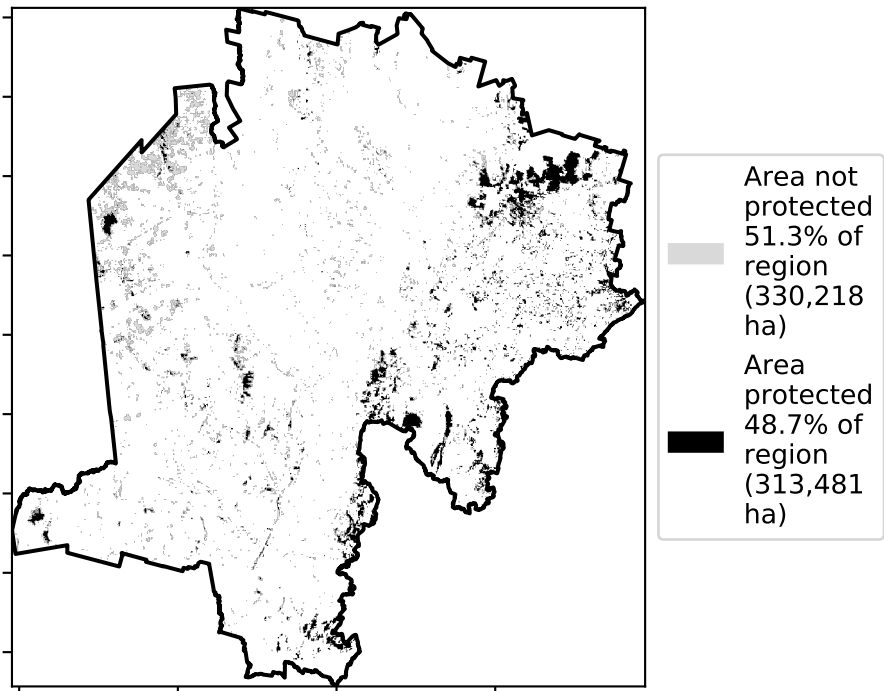 Area not
protected
51.3% of
region
(330,218
ha)
Area
protected
48.7% of
region
(313,481
ha)